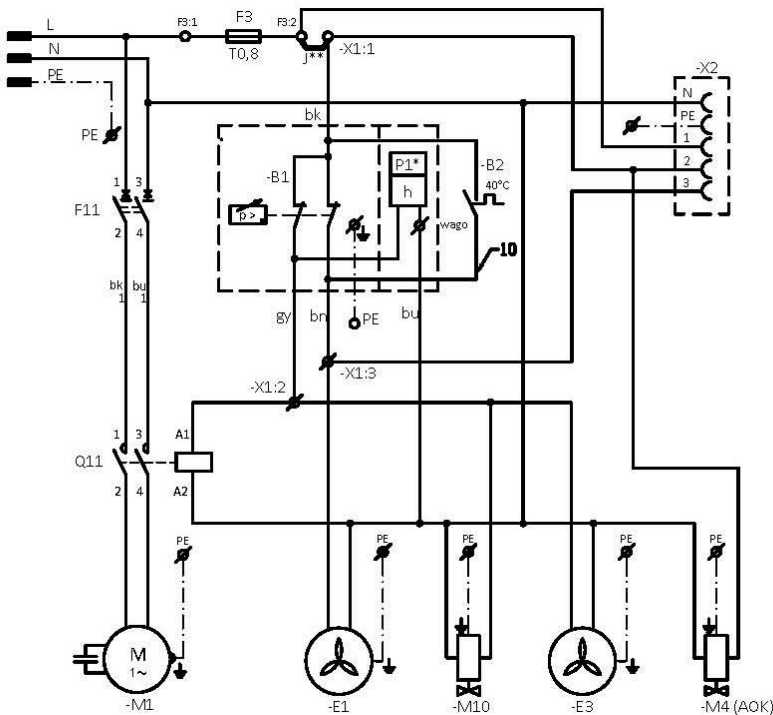 L
F3:1
F3
F3:2
T0,8
J**
-X1:1
N
PE
PE
-X2
N
PE
1
2
3
bk
-B1
P1*
h
-B2
40°C
p >
wago
10
1
3
F11
2
4
bk
1
bu
1
gy
bn
PE
bu
-X1:3
-X1:2
1
3
A1
Q11
2
4
A2
PE
PE
PE
PE
PE
M
1~
-M1
-E1
-M10
-E3
-M4 (AOK)